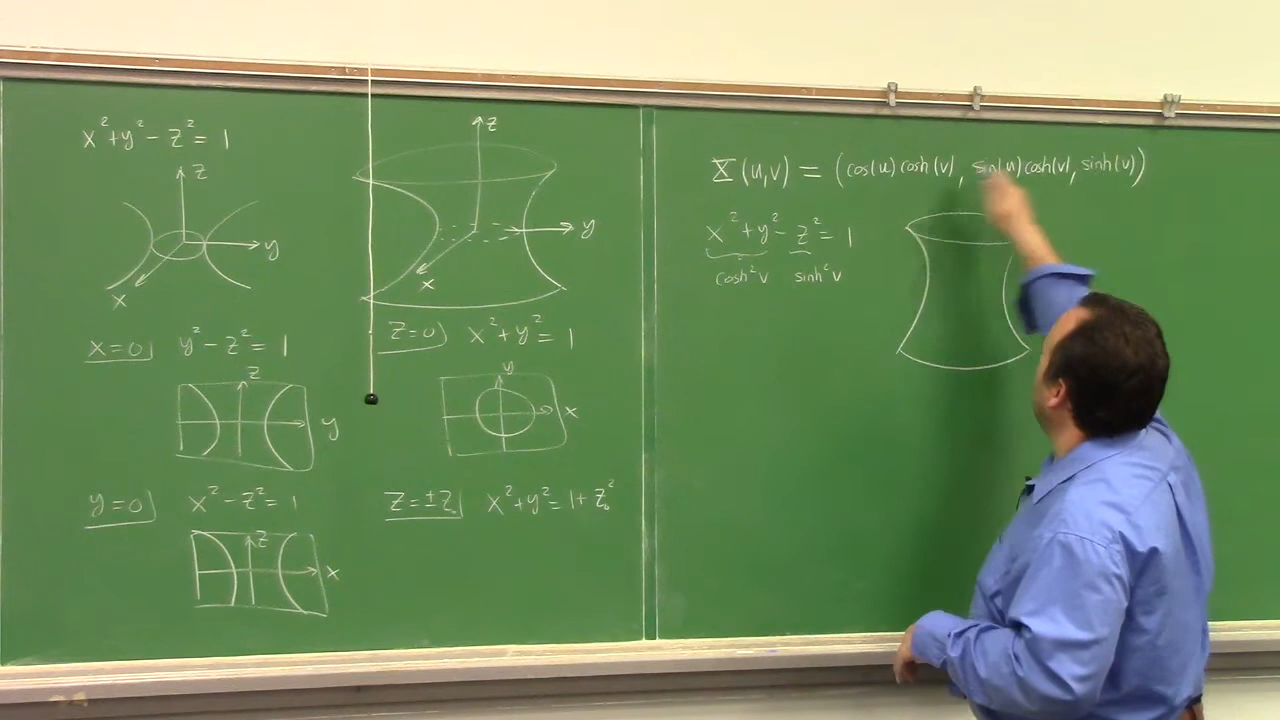 x² + y² - z² = 1
z
y
x
x=0 y² - z² = 1
z
y
y=0 x² - z² = 1
z
x
z
y
x
z=0 x² + y² = 1
y
x
z=±z₀ x² + y² = 1 + z₀²
X(u,v) = (cos(u)cosh(v), sin(u)cosh(v), sinh(v))
x² + y² - z² = 1
cosh²v sinh²v